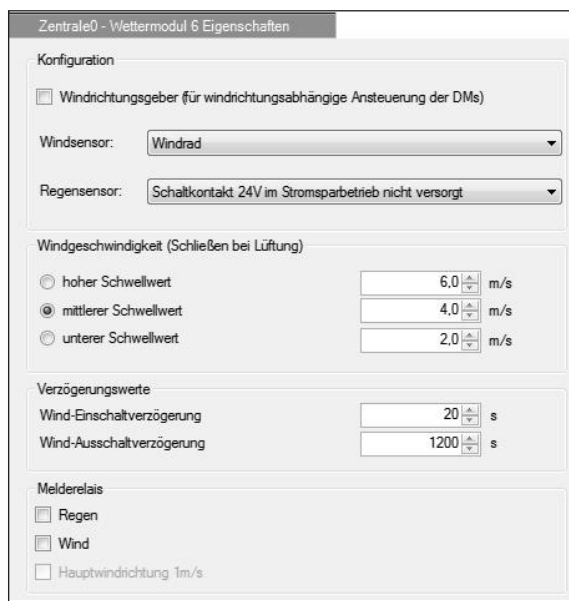 Zentrale0 - Wettermodul 6 Eigenschaften
Konfiguration
Windrichtungsgeber (für windrichtungsabhängige Ansteuerung der DMs)
Windsensor: Windrad
Regensensor: Schaltkontakt 24V im Stromsparbetrieb nicht versorgt
Windgeschwindigkeit (Schließen bei Lüftung)
hoher Schwellwert 6,0 m/s
mittlerer Schwellwert 4,0 m/s
unterer Schwellwert 2,0 m/s
Verzögerungswerte
Wind-Einschaltverzögerung 20 s
Wind-Ausschaltverzögerung 1200 s
Melderelais
Regen
Wind
Hauptwindrichtung 1m/s